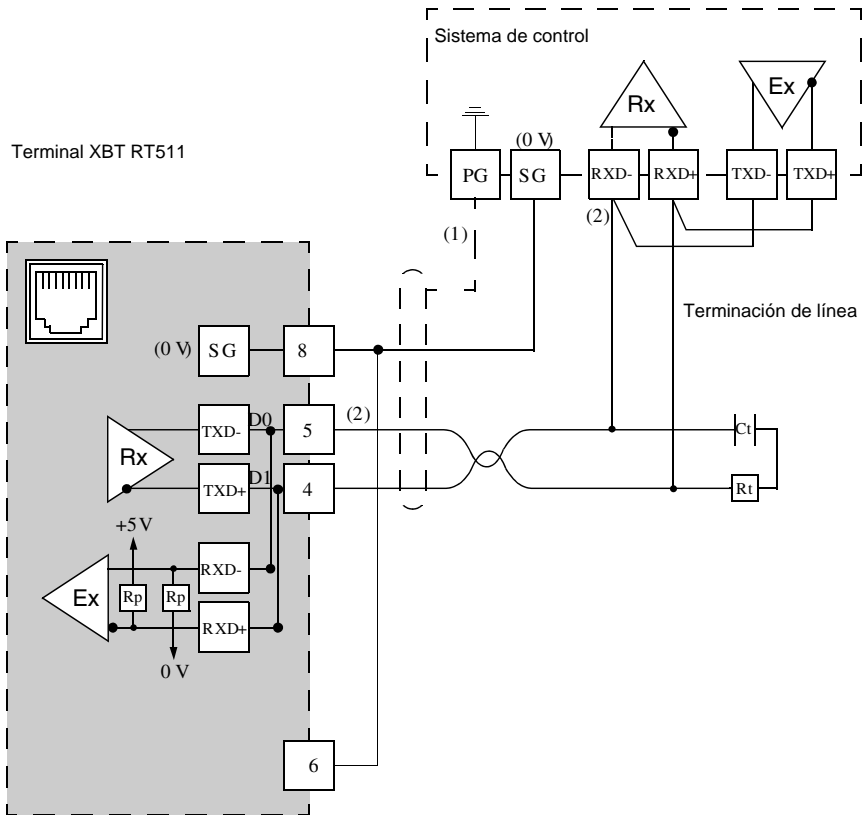 Sistema de control
Rx
Ex
(0 V)
Terminal XBT RT511
PG
SG
RXD-
RXD+
TXD-
TXD+
(1)
(2)
Terminación de línea
(0 V)
SG
8
TXD-
D0
5
(2)
Ct
Rx
TXD+
D1
4
Rt
+5V
RXD-
Ex
Rp
Rp
RXD+
0 V
6